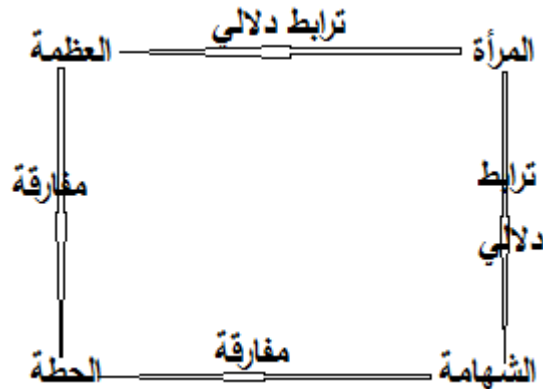 ترابط دلالي
المرأة
العظمة
ترابط
دلالي
مفارقة
مفارقة
الشهامة
الحطة